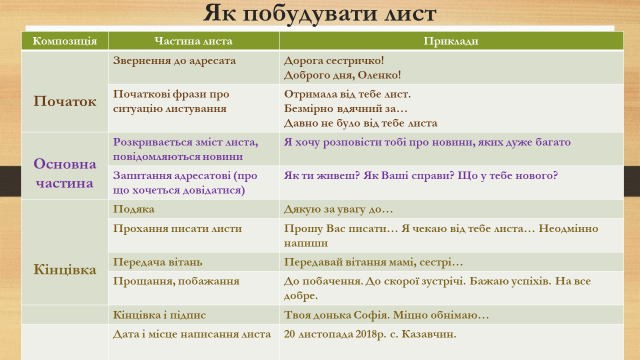 Як побудувати лист
Композиція Частина листа Приклади
Початок
Звернення до адресата
Дорога сестричко!
Доброго дня, Оленко!
Початкові фрази про
ситуацію листування
Отримала від тебе лист.
Безмірно вдячний за…
Давно не було від тебе листа
Основна
частина
Розкривається зміст листа,
повідомляються новини
Я хочу розповісти тобі про новини, яких дуже багато
Запитання адресатові (про
що хочеться довідатися)
Як ти живеш? Як Ваші справи? Що у тебе нового?
Кінцівка
Подяка
Дякую за увагу до…
Прохання писати листи
Прошу Вас писати… Я чекаю від тебе листа… Неодмінно
напиши
Передача вітань
Передавай вітання мамі, сестрі…
Прощання, побажання
До побачення. До скорої зустрічі. Бажаю успіхів. На все
добре.
Кінцівка і підпис
Твоя донька Софія. Міцно обнімаю…
Дата і місце написання листа
20 листопада 2018р. с. Казавчин.